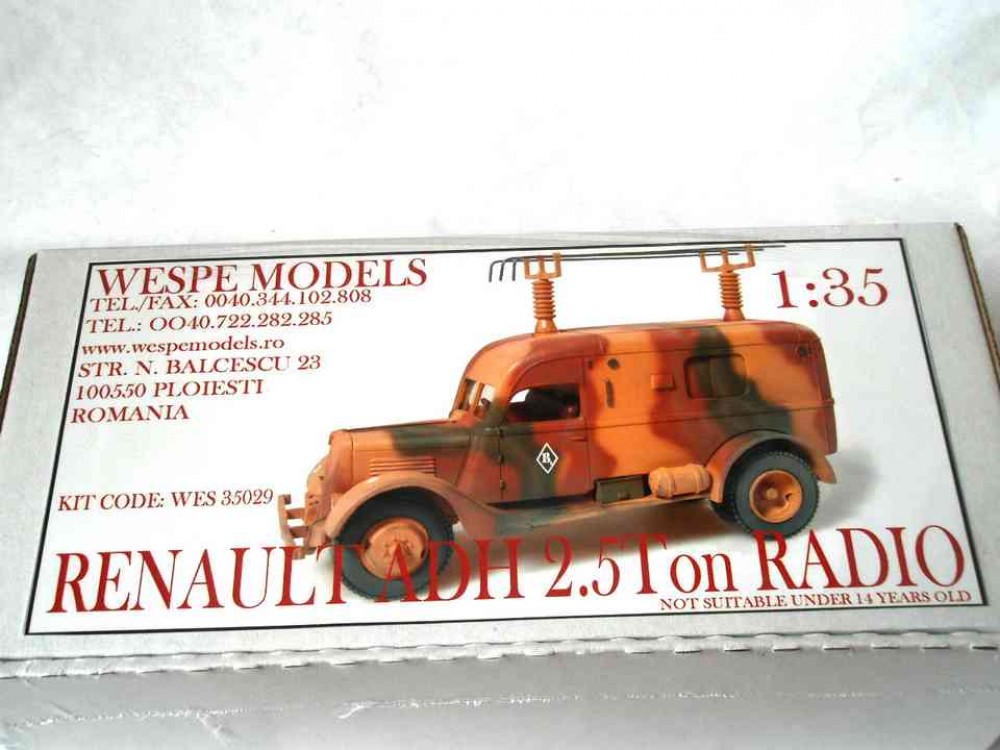 WESPE MODELS
TEL./FAX: 0040.344.102.808
TEL.: OO40.722.282.285
www.wespemodels.ro
STR. N. BALCESCU 23
100550 PLOIESTI
ROMANIA
1:35
KIT CODE: WES 35029
RENAULT ADH 2.5Ton RADIO
NOT SUITABLE UNDER 14 YEARS OLD